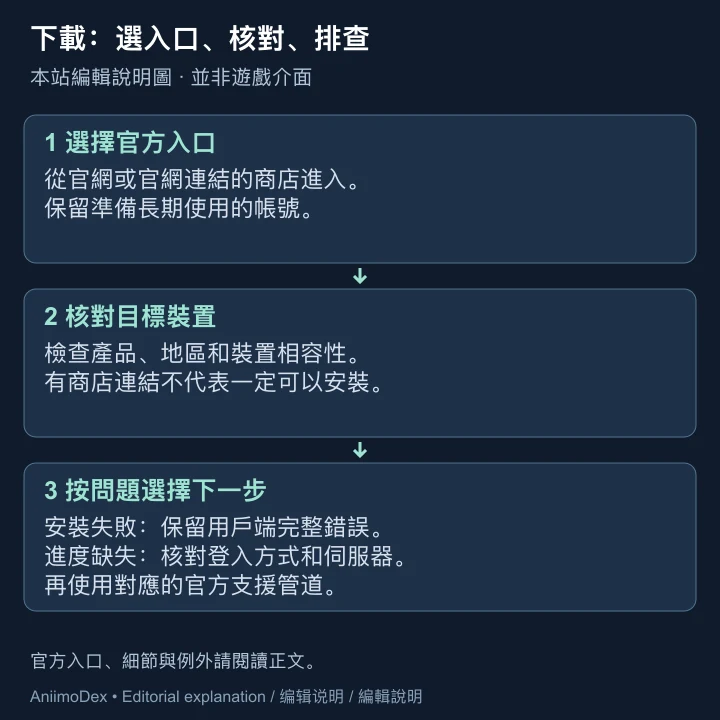 下載：選入口、核對、排查
本站編輯說明圖 · 並非遊戲介面
1 選擇官方入口
從官網或官網連結的商店進入。
保留準備長期使用的帳號。
↓
2 核對目標裝置
檢查產品、地區和裝置相容性。
有商店連結不代表一定可以安裝。
↓
3 按問題選擇下一步
安裝失敗：保留用戶端完整錯誤。
進度缺失：核對登入方式和伺服器。
再使用對應的官方支援管道。
官方入口、細節與例外請閱讀正文。
AniimoDex • Editorial explanation / 编辑说明 / 編輯說明